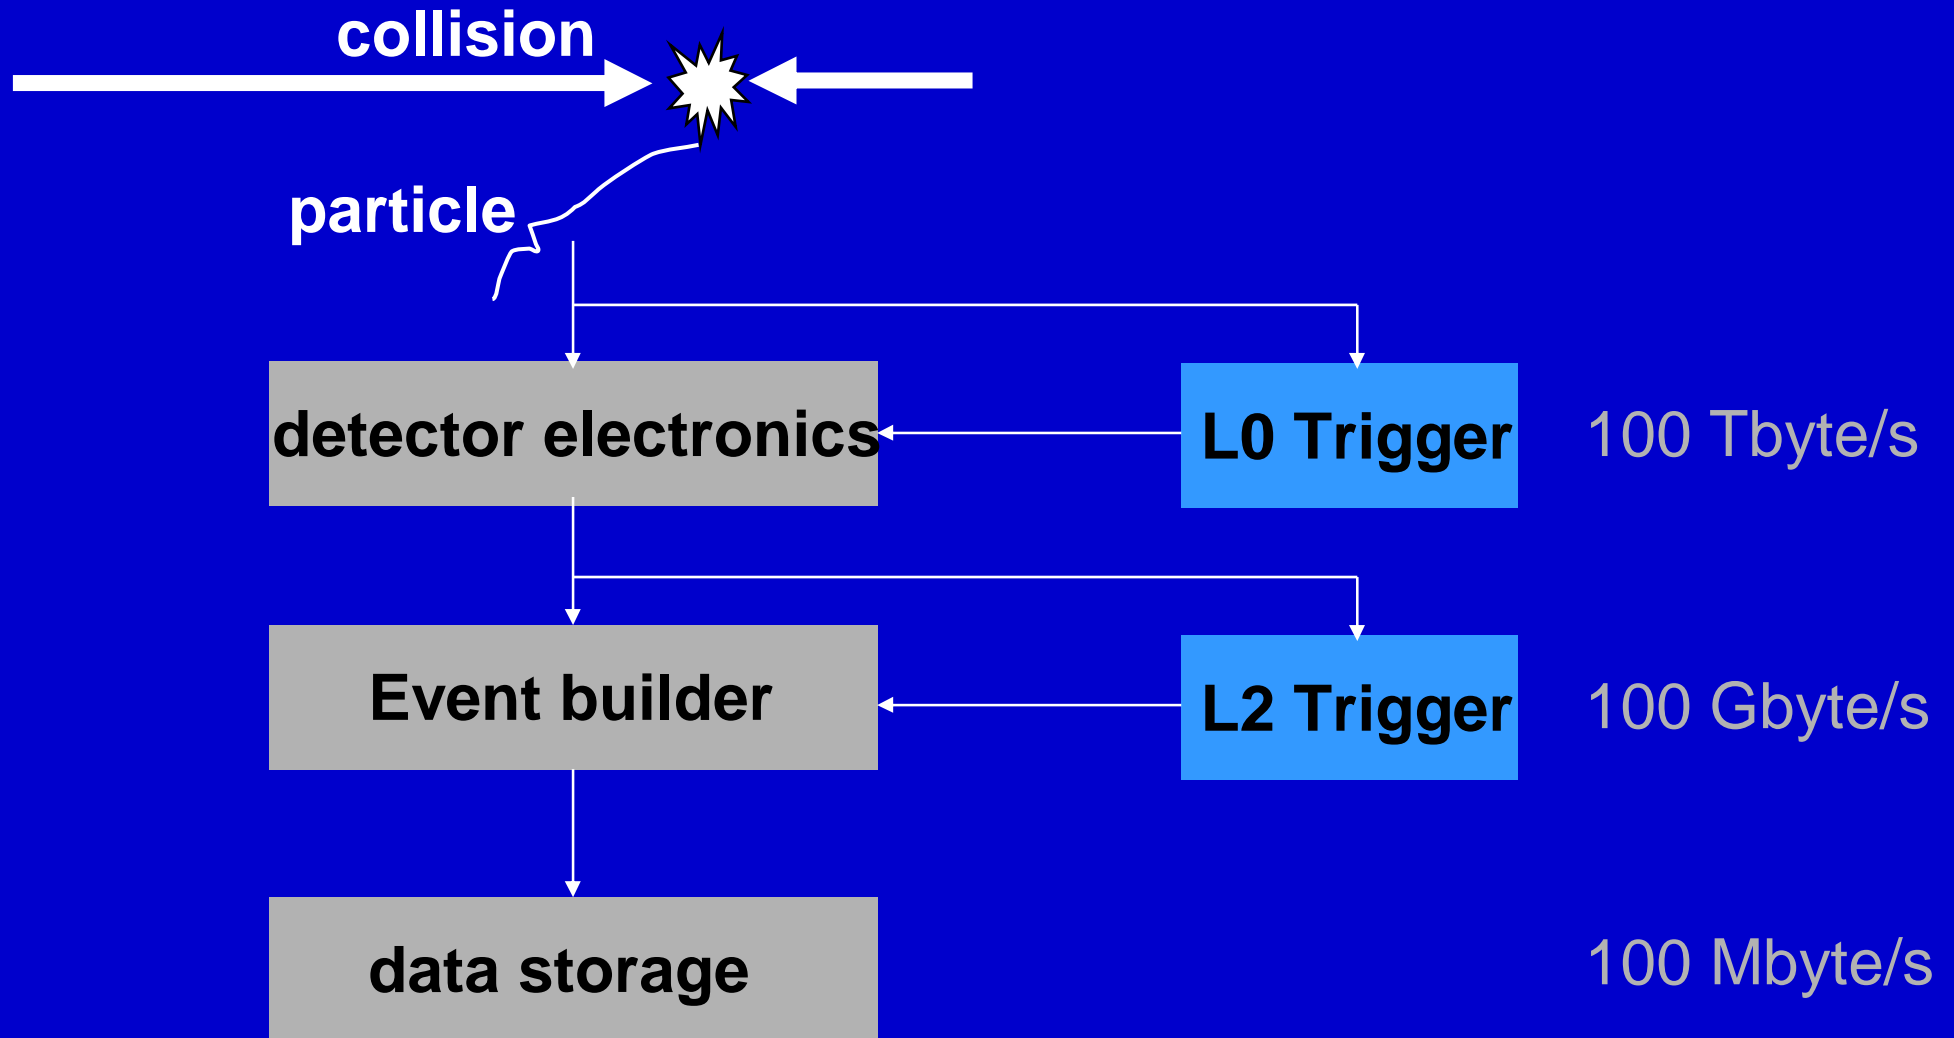 collision
particle
detector electronics
L0 Trigger
100 Tbyte/s
Event builder
L2 Trigger
100 Gbyte/s
data storage
100 Mbyte/s